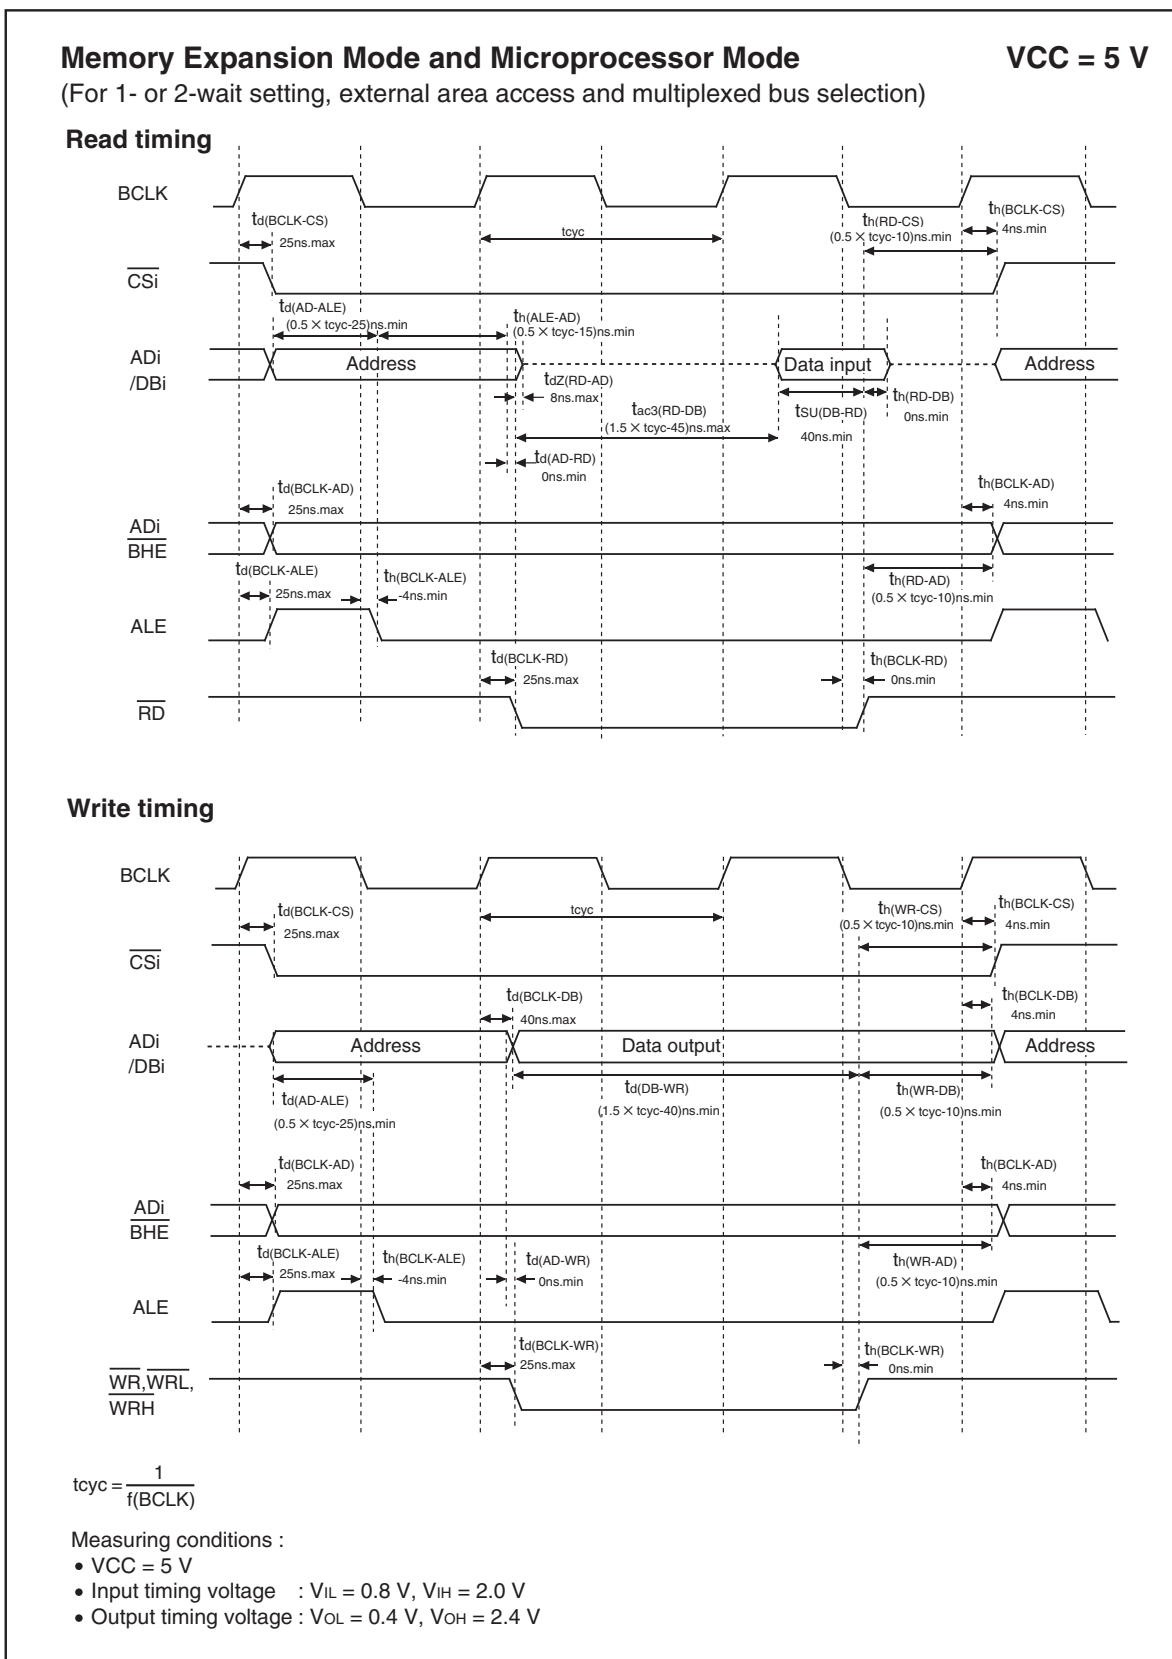 Memory Expansion Mode and Microprocessor Mode VCC = 5 V
(For 1- or 2-wait setting, external area access and multiplexed bus selection)
Read timing
BCLK
td(BCLK-CS)
25ns.max
tcyc
th(RD-CS)
(0.5 × tcyc-10)ns.min
th(BCLK-CS)
4ns.min
CSi
td(AD-ALE)
(0.5 × tcyc-25)ns.min
th(ALE-AD)
(0.5 × tcyc-15)ns.min
ADi
/DBi
Address
Data input
Address
tdZ(RD-AD)
8ns.max
tac3(RD-DB)
(1.5 × tcyc-45)ns.max
tSU(DB-RD)
40ns.min
th(RD-DB)
0ns.min
td(AD-RD)
0ns.min
td(BCLK-AD)
25ns.max
th(BCLK-AD)
4ns.min
ADi
BHE
td(BCLK-ALE)
25ns.max
th(BCLK-ALE)
-4ns.min
th(RD-AD)
(0.5 × tcyc-10)ns.min
ALE
td(BCLK-RD)
25ns.max
th(BCLK-RD)
0ns.min
RD
Write timing
BCLK
td(BCLK-CS)
25ns.max
tcyc
th(WR-CS)
(0.5 × tcyc-10)ns.min
th(BCLK-CS)
4ns.min
CSi
td(BCLK-DB)
40ns.max
th(BCLK-DB)
4ns.min
ADi
/DBi
Address
Data output
Address
td(AD-ALE)
(0.5 × tcyc-25)ns.min
td(DB-WR)
(1.5 × tcyc-40)ns.min
th(WR-DB)
(0.5 × tcyc-10)ns.min
td(BCLK-AD)
25ns.max
th(BCLK-AD)
4ns.min
ADi
BHE
td(BCLK-ALE)
25ns.max
th(BCLK-ALE)
-4ns.min
td(AD-WR)
0ns.min
th(WR-AD)
(0.5 × tcyc-10)ns.min
ALE
td(BCLK-WR)
25ns.max
th(BCLK-WR)
0ns.min
WR,WRL,
WRH
tcyc = 1
f(BCLK)
Measuring conditions :
• VCC = 5 V
• Input timing voltage : VIL = 0.8 V, VIH = 2.0 V
• Output timing voltage : VOL = 0.4 V, VOH = 2.4 V